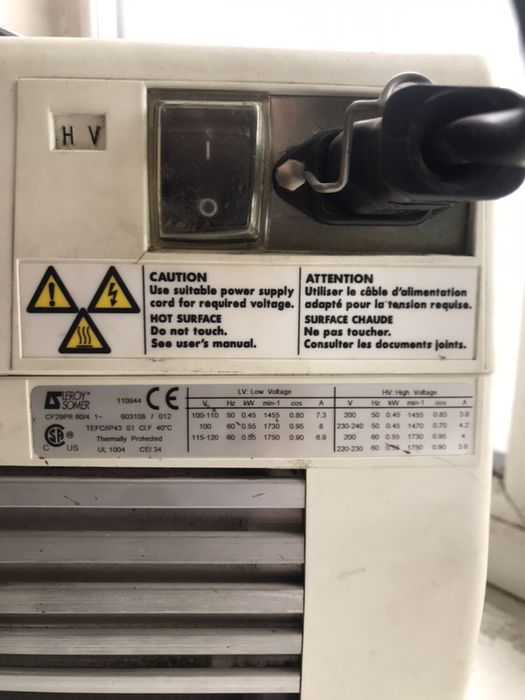 H V
I
O
CAUTION
Use suitable power supply
cord for required voltage.
HOT SURFACE
Do not touch.
See user's manual.
ATTENTION
Utiliser le câble d'alimentation
adapté pour la tension requise.
SURFACE CHAUDE
Ne pas toucher.
Consulter les documents joints.
LEROY SOMER 110944 CE
CF29PR 60/4 1~ 603108 / 012
TEFC/IP43 S1 Cl.F 40°C
Thermally Protected
C US UL 1004 CEI 34
LV Low Voltage
V Hz kW min-1 cos A
100-110 50 0.45 1455 0.80 7.3
100 60 0.55 1730 0.95 8
115-120 60 0.55 1750 0.90 6.9
HV High Voltage
V Hz kW min-1 cos A
200 50 0.45 1455 0.85 3.8
230-240 50 0.45 1470 0.70 4.2
200 60 0.55 1730 0.95 4
220-230 60 0.55 1750 0.90 3.6